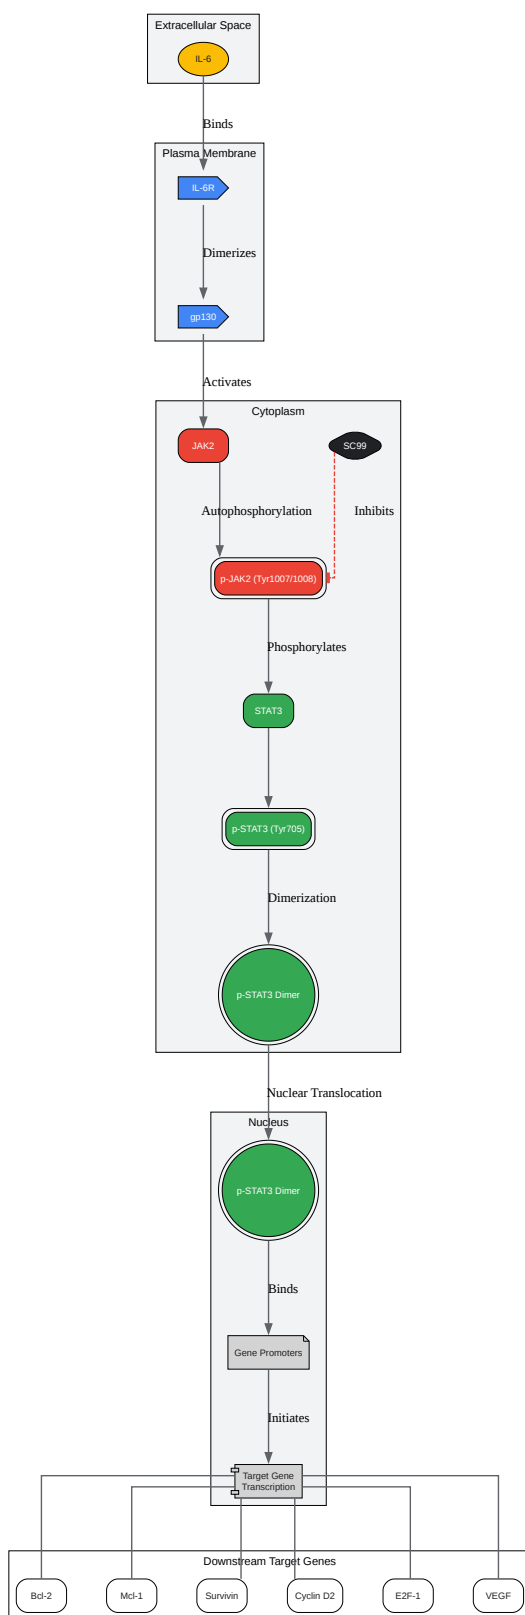 Extracellular Space
IL-6
Binds
Plasma Membrane
IL-6R
Dimerizes
gp130
Activates
Cytoplasm
JAK2
SC99
Autophosphorylation
Inhibits
p-JAK2 (Tyr1007/1008)
Phosphorylates
STAT3
p-STAT3 (Tyr705)
Dimerization
p-STAT3 Dimer
Nuclear Translocation
Nucleus
p-STAT3 Dimer
Binds
Gene Promoters
Initiates
Target Gene
Transcription
Downstream Target Genes
Bcl-2
Mcl-1
Survivin
Cyclin D2
E2F-1
VEGF